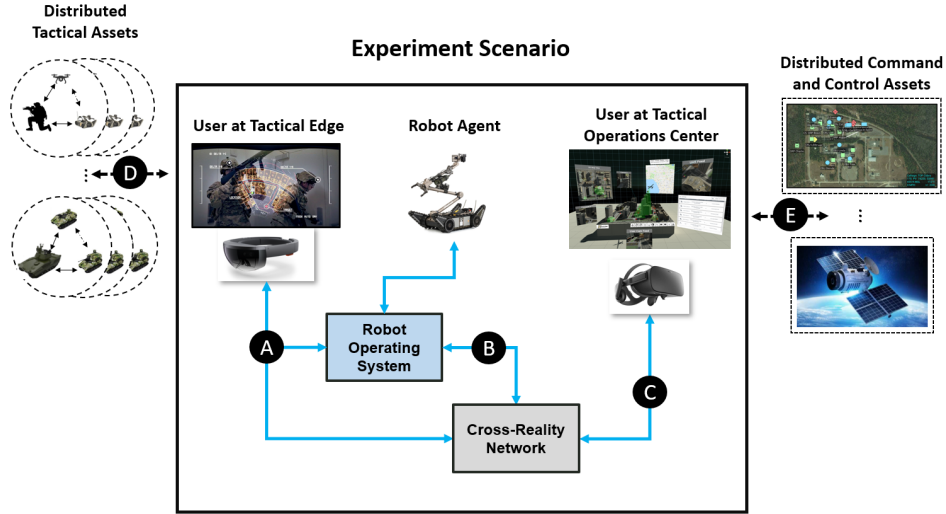 Distributed
Tactical Assets
Experiment Scenario
Distributed Command
and Control Assets
User at Tactical Edge
Robot Agent
User at Tactical
Operations Center
D
E
A
Robot
Operating
System
B
C
Cross-Reality
Network